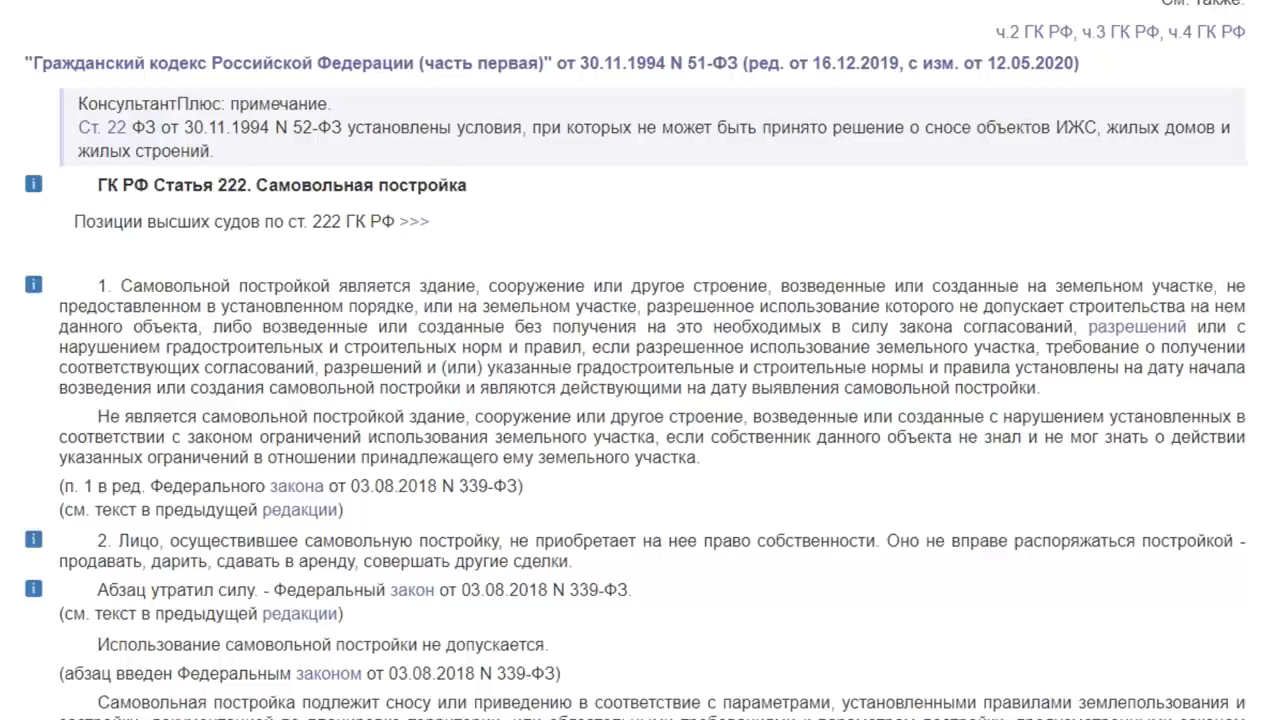 См. также:
ч.2 ГК РФ, ч.3 ГК РФ, ч.4 ГК РФ
"Гражданский кодекс Российской Федерации (часть первая)" от 30.11.1994 N 51-ФЗ (ред. от 16.12.2019, с изм. от 12.05.2020)
КонсультантПлюс: примечание.
Ст. 22 ФЗ от 30.11.1994 N 52-ФЗ установлены условия, при которых не может быть принято решение о сносе объектов ИЖС, жилых домов и
жилых строений.
ГК РФ Статья 222. Самовольная постройка
Позиции высших судов по ст. 222 ГК РФ >>>
1. Самовольной постройкой является здание, сооружение или другое строение, возведенные или созданные на земельном участке, не
предоставленном в установленном порядке, или на земельном участке, разрешенное использование которого не допускает строительства на нем
данного объекта, либо возведенные или созданные без получения на это необходимых в силу закона согласований, разрешений или с
нарушением градостроительных и строительных норм и правил, если разрешенное использование земельного участка, требование о получении
соответствующих согласований, разрешений и (или) указанные градостроительные и строительные нормы и правила установлены на дату начала
возведения или создания самовольной постройки и являются действующими на дату выявления самовольной постройки.
Не является самовольной постройкой здание, сооружение или другое строение, возведенные или созданные с нарушением установленных в
соответствии с законом ограничений использования земельного участка, если собственник данного объекта не знал и не мог знать о действии
указанных ограничений в отношении принадлежащего ему земельного участка.
(п. 1 в ред. Федерального закона от 03.08.2018 N 339-ФЗ)
(см. текст в предыдущей редакции)
2. Лицо, осуществившее самовольную постройку, не приобретает на нее право собственности. Оно не вправе распоряжаться постройкой -
продавать, дарить, сдавать в аренду, совершать другие сделки.
Абзац утратил силу. - Федеральный закон от 03.08.2018 N 339-ФЗ.
(см. текст в предыдущей редакции)
Использование самовольной постройки не допускается.
(абзац введен Федеральным законом от 03.08.2018 N 339-ФЗ)
Самовольная постройка подлежит сносу или приведению в соответствие с параметрами, установленными правилами землепользования и